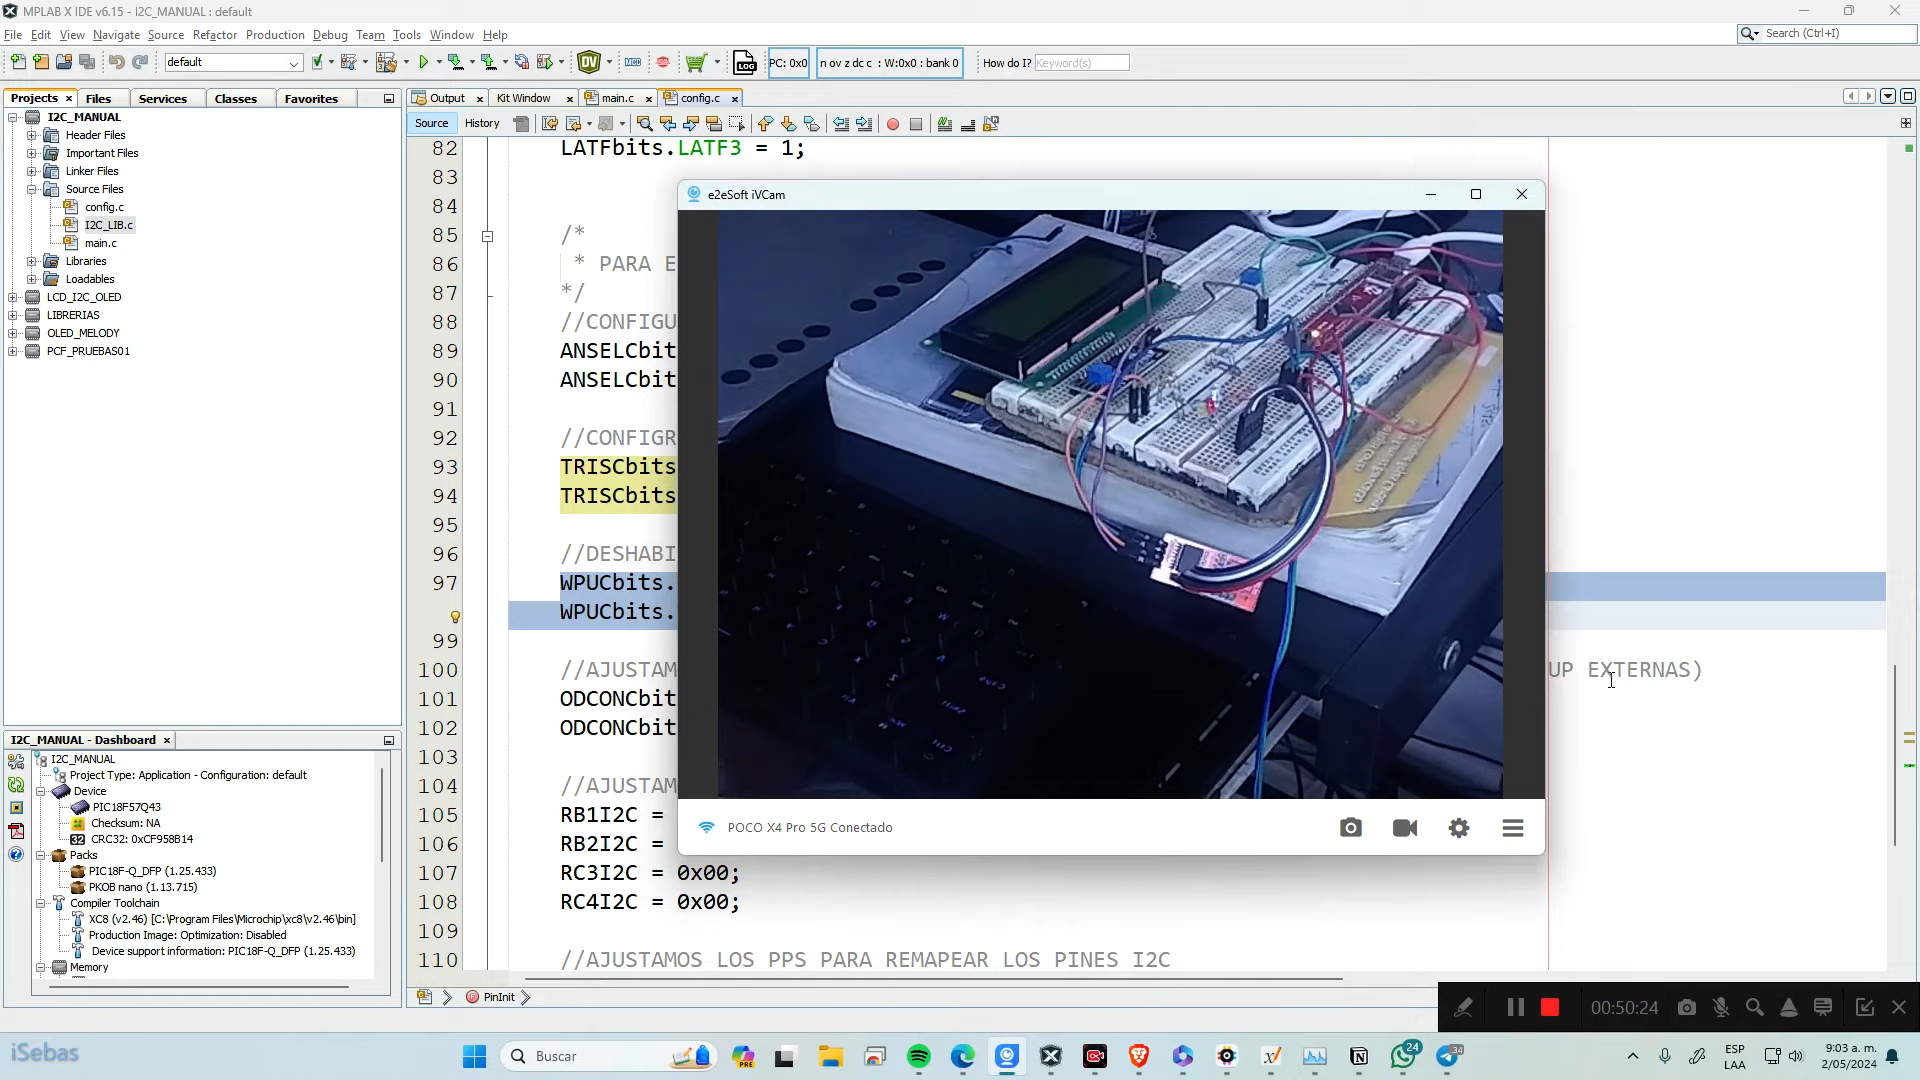 MPLAB X IDE v6.15 - I2C_MANUAL : default
File Edit View Navigate Source Refactor Production Debug Team Tools Window Help
Search (Ctrl+I)
default
PC: 0x0
n ov z dc c : W:0x0 : bank 0
How do I?
Keyword(s)
Projects
Files
Services
Classes
Favorites
Output
Kit Window
main.c
config.c
Source
History
I2C_MANUAL
Header Files
Important Files
Linker Files
Source Files
config.c
I2C_LIB.c
main.c
Libraries
Loadables
LCD_I2C_OLED
LIBRERIAS
OLED_MELODY
PCF_PRUEBAS01
82 LATFbits.LATF3 = 1;
83
84
85 /*
86 * PARA E
87 */
88 //CONFIGU
89 ANSELCbit
90 ANSELCbit
91
92 //CONFIGR
93 TRISCbits
94 TRISCbits
95
96 //DESHABI
97 WPUCbits.
WPUCbits.
99
100 //AJUSTAM UP EXTERNAS)
101 ODCONCbit
102 ODCONCbit
103
104 //AJUSTAM
105 RB1I2C =
106 RB2I2C =
107 RC3I2C = 0x00;
108 RC4I2C = 0x00;
109
110 //AJUSTAMOS LOS PPS PARA REMAPEAR LOS PINES I2C
PinInit
e2eSoft iVCam
POCO X4 Pro 5G Conectado
I2C_MANUAL - Dashboard
I2C_MANUAL
Project Type: Application - Configuration: default
Device
PIC18F57Q43
Checksum: NA
CRC32: 0xCF958B14
Packs
PIC18F-Q_DFP (1.25.433)
PKOB nano (1.13.715)
Compiler Toolchain
XC8 (v2.46) [C:\Program Files\Microchip\xc8\v2.46\bin]
Production Image: Optimization: Disabled
Device support information: PIC18F-Q_DFP (1.25.433)
Memory
00:50:24
iSebas
Buscar
PRE
24
34
ESP
LAA
9:03 a. m.
2/05/2024